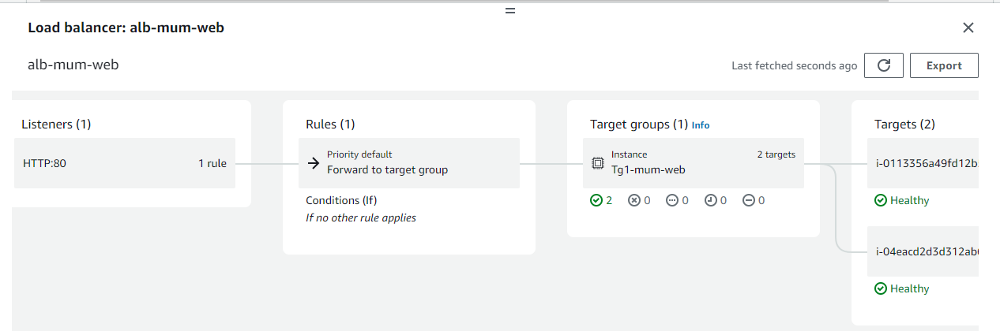 Load balancer: alb-mum-web
alb-mum-web
Last fetched seconds ago
Export
Listeners (1)
HTTP:80 1 rule
Rules (1)
Priority default
Forward to target group
Conditions (If)
If no other rule applies
Target groups (1) Info
Instance 2 targets
Tg1-mum-web
2 0 0 0 0
Targets (2)
i-0113356a49fd12b
Healthy
i-04eacd2d3d312ab
Healthy